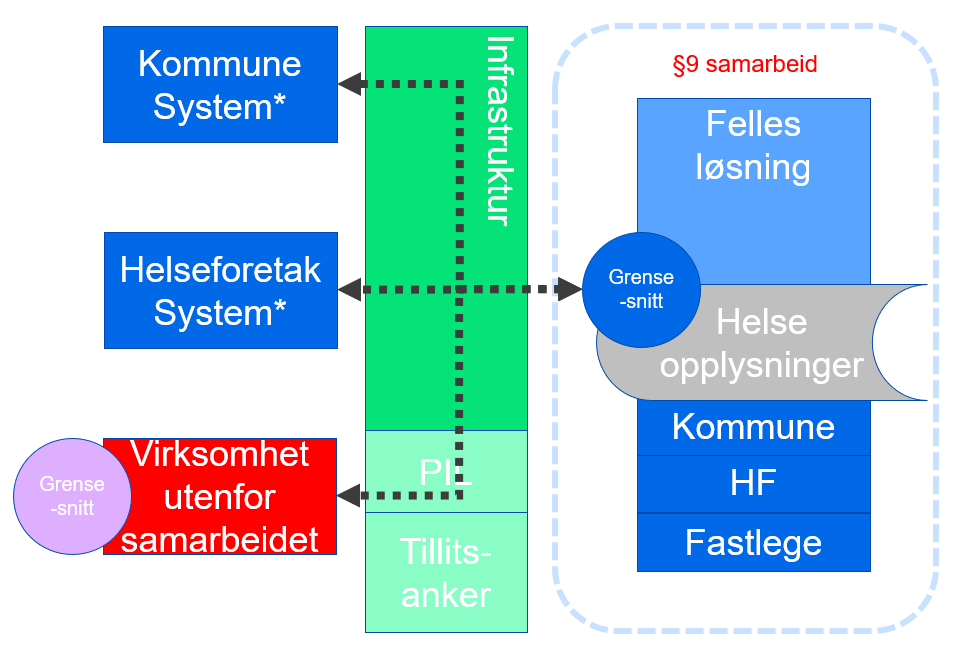 Kommune
System*
Helseforetak
System*
Grense
-snitt
Virksomhet
utenfor
samarbeidet
Infrastruktur
PIL
Tillits-
anker
§9 samarbeid
Felles
løsning
Grense
-snitt
Helse
opplysninger
Kommune
HF
Fastlege